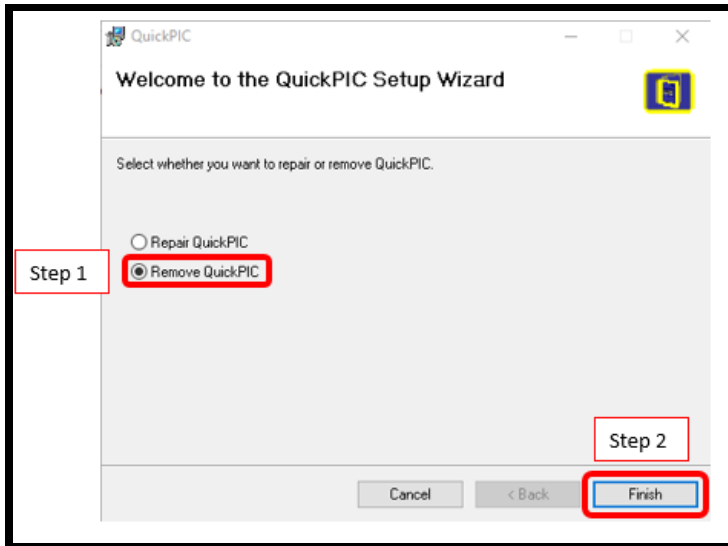 QuickPIC
Welcome to the QuickPIC Setup Wizard
Select whether you want to repair or remove QuickPIC.
Repair QuickPIC
Step 1
Remove QuickPIC
Step 2
Cancel
< Back
Finish